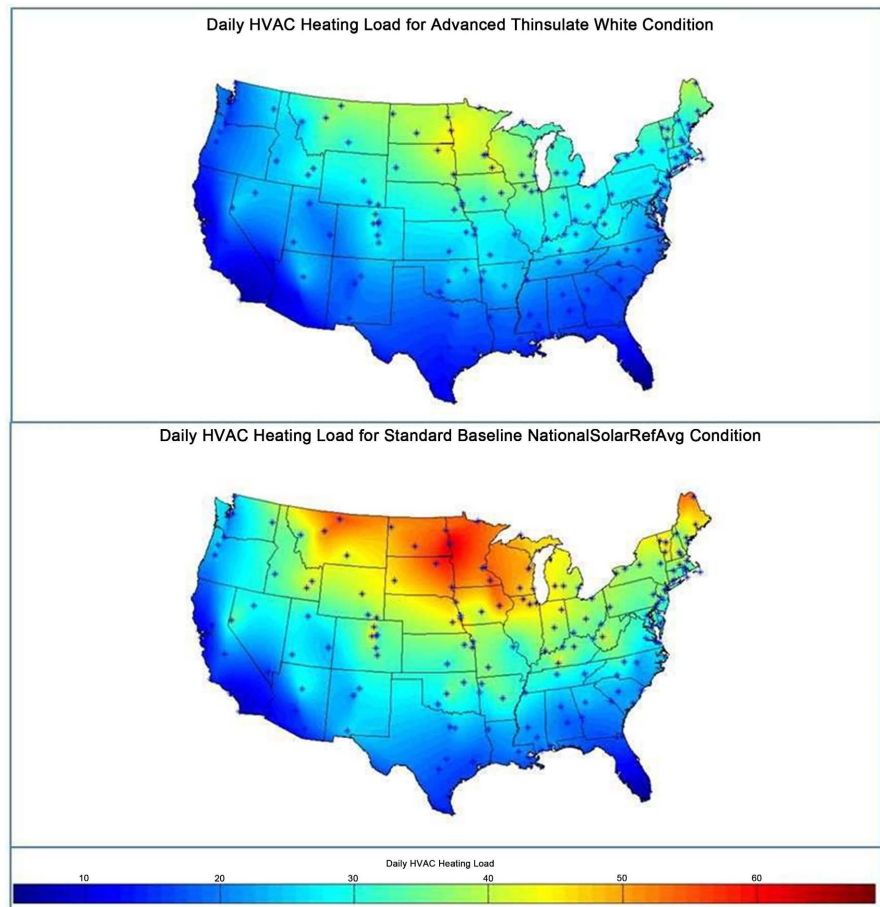 Daily HVAC Heating Load for Advanced Thinsulate White Condition
Daily HVAC Heating Load for Standard Baseline NationalSolarRefAvg Condition
Daily HVAC Heating Load
10 20 30 40 50 60